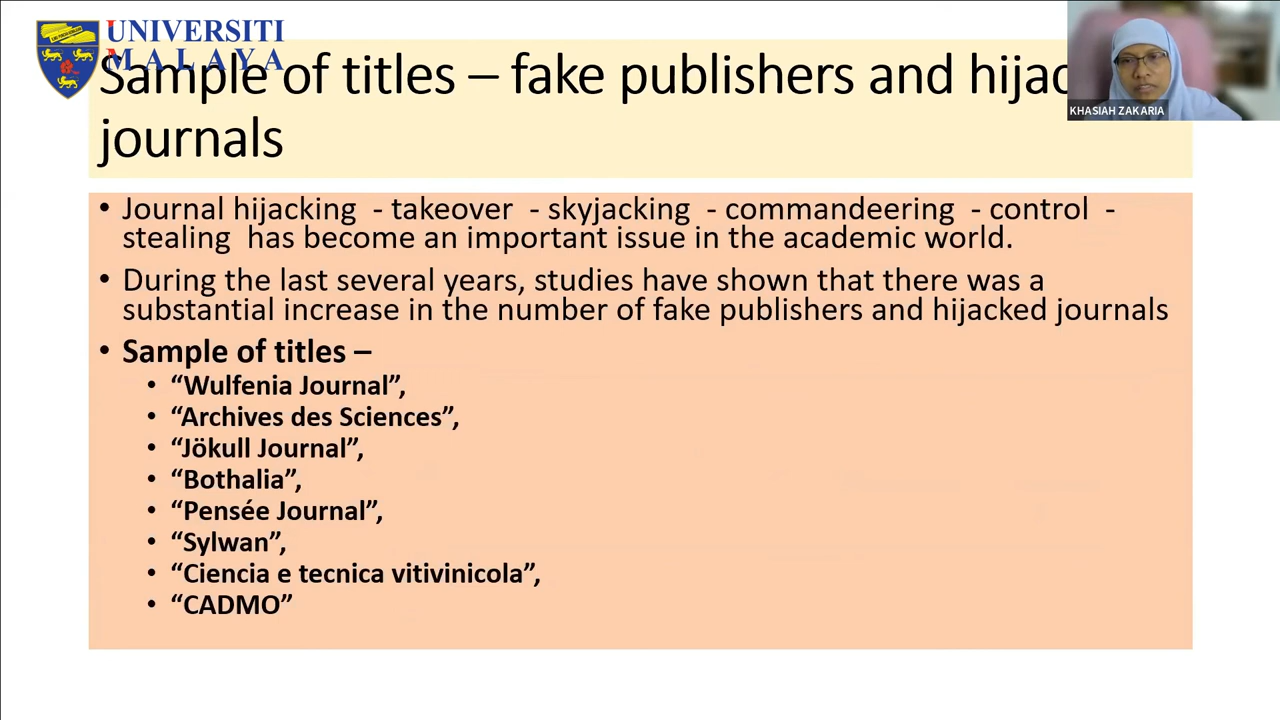 UNIVERSITI
MALAYA
Sample of titles – fake publishers and hijac
journals
KHASIAH ZAKARIA
• Journal hijacking - takeover - skyjacking - commandeering - control -
stealing has become an important issue in the academic world.
• During the last several years, studies have shown that there was a
substantial increase in the number of fake publishers and hijacked journals
• Sample of titles –
• “Wulfenia Journal”,
• “Archives des Sciences”,
• “Jökull Journal”,
• “Bothalia”,
• “Pensée Journal”,
• “Sylwan”,
• “Ciencia e tecnica vitivinicola”,
• “CADMO”